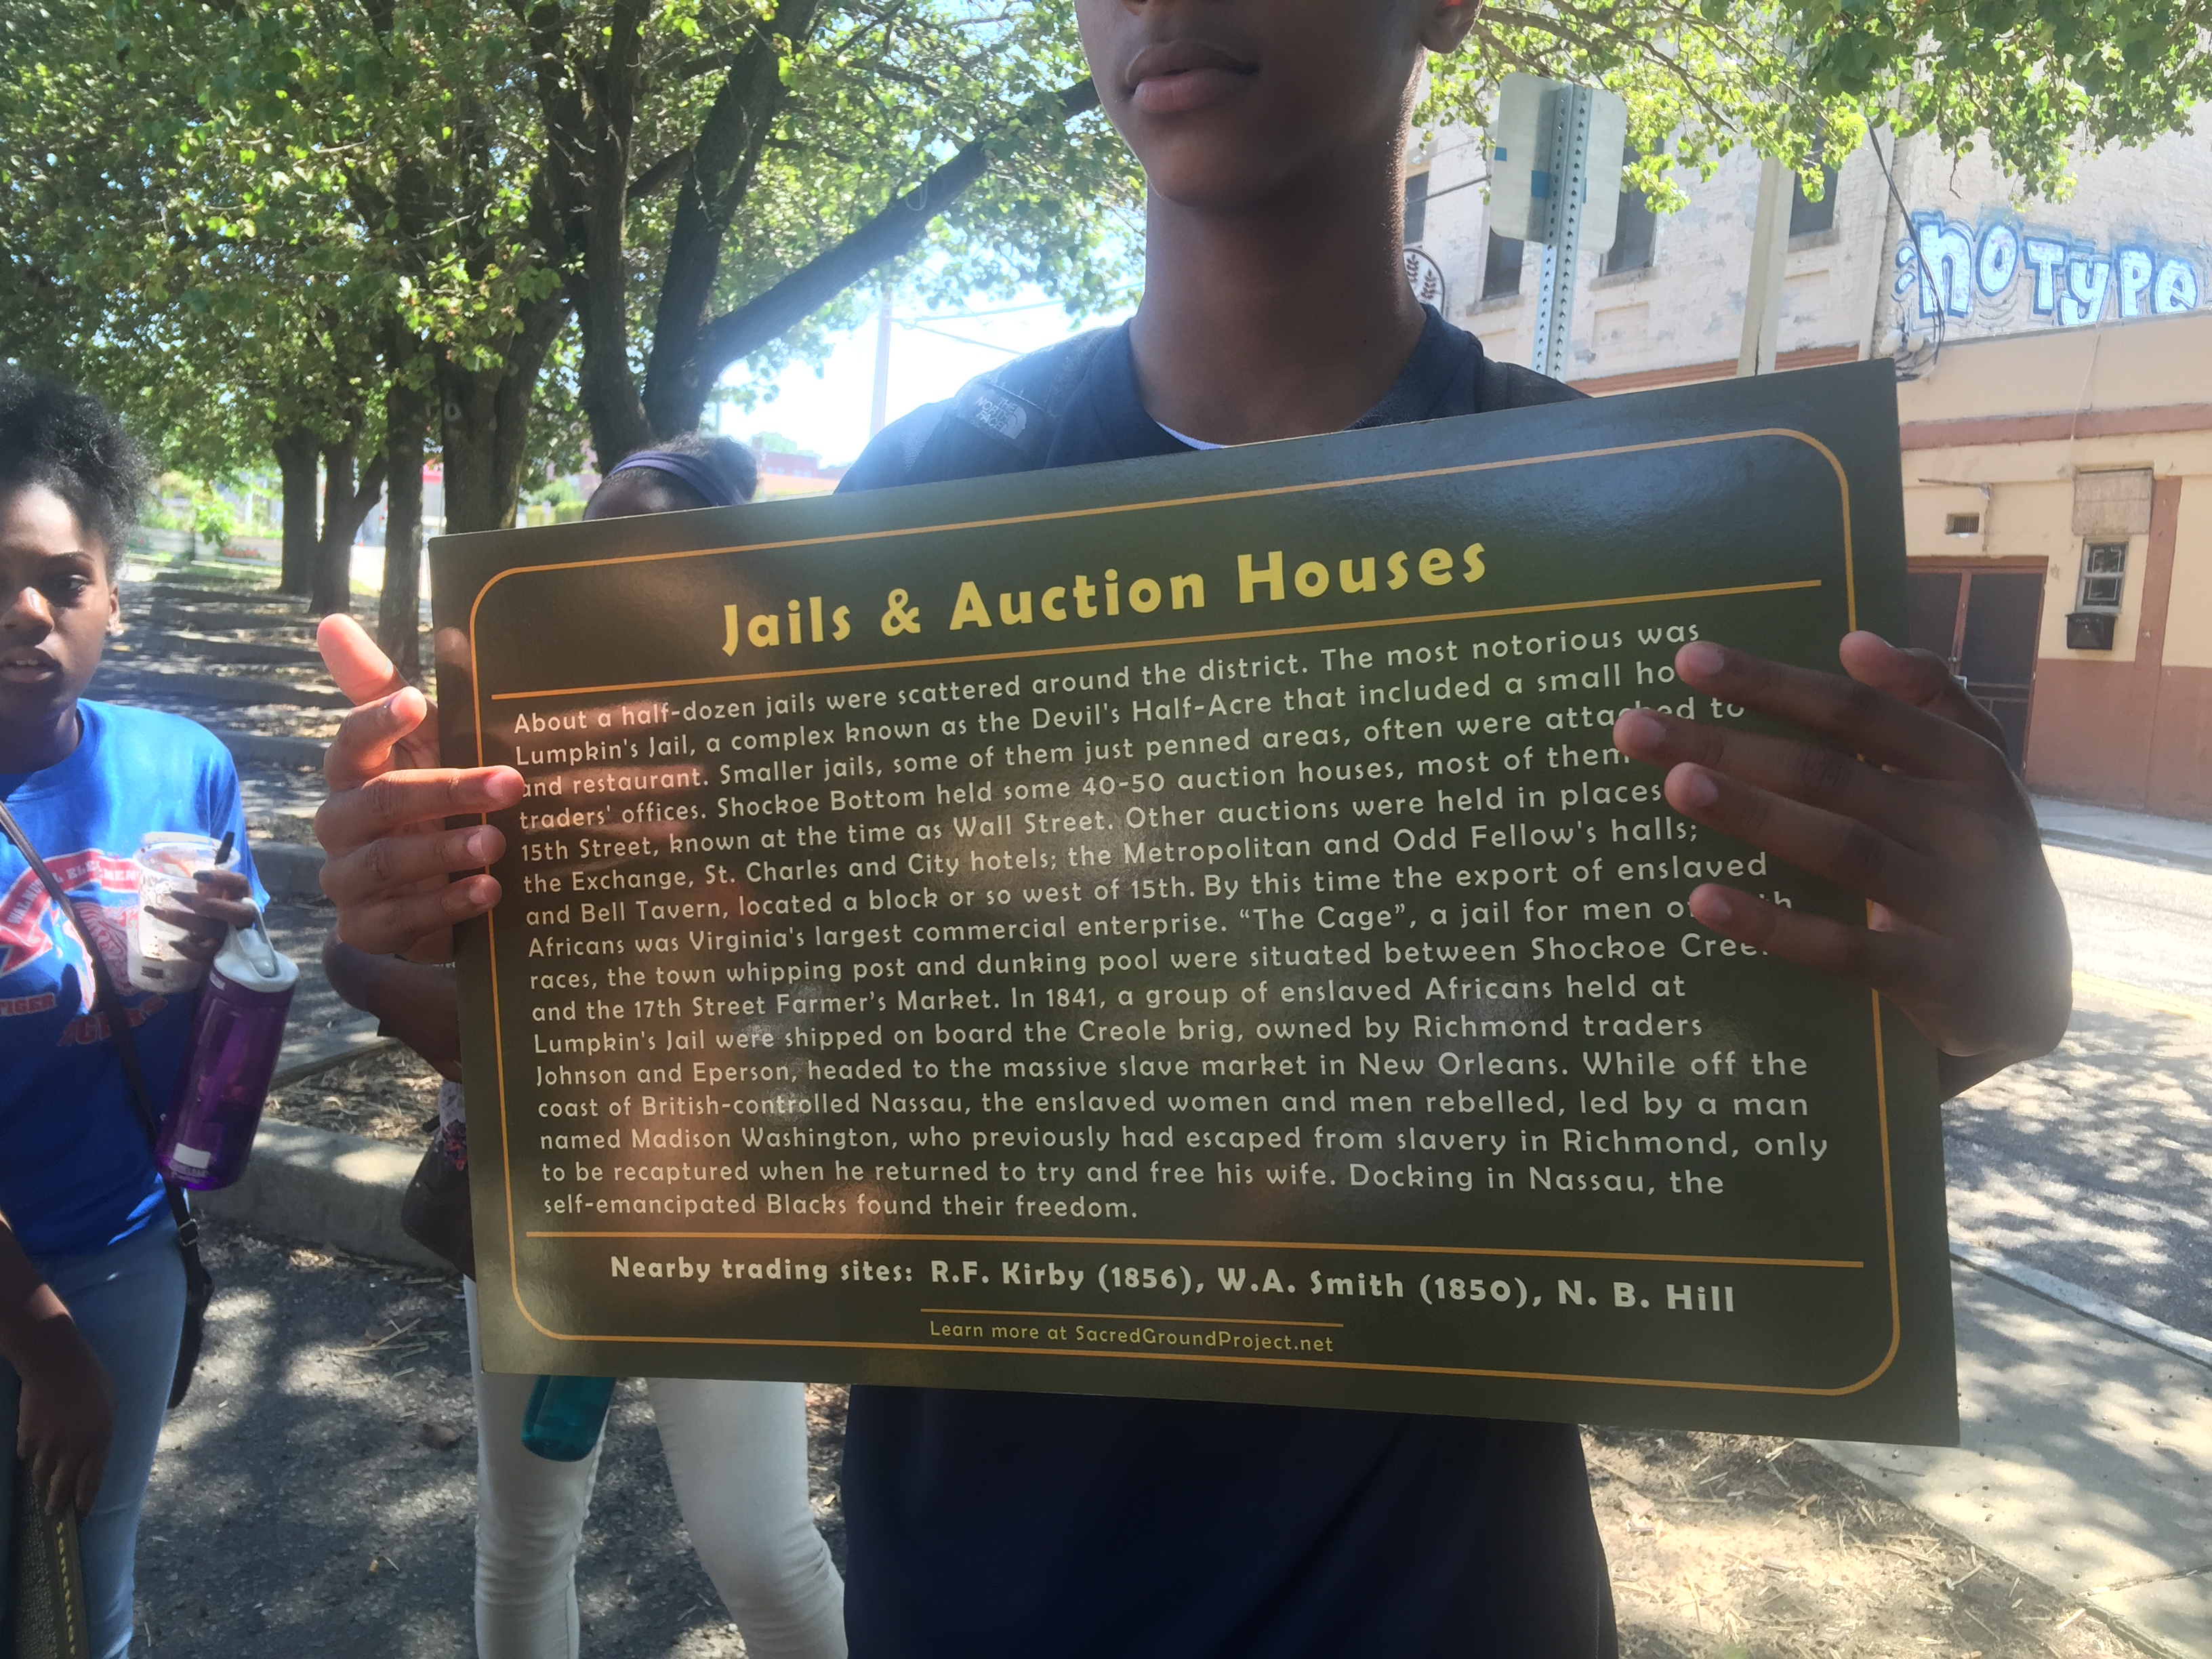 Jails & Auction Houses
About a half-dozen jails were scattered around the district. The most notorious was
Lumpkin's Jail, a complex known as the Devil's Half-Acre that included a small
and restaurant. Smaller jails, some of them just penned areas, often were attached to
traders' offices. Shockoe Bottom held some 40-50 auction houses, most of them
15th Street, known at the time as Wall Street. Other auctions were held in places
the Exchange, St. Charles and City hotels; the Metropolitan and Odd Fellow's halls;
and Bell Tavern, located a block or so west of 15th. By this time the export of enslaved
Africans was Virginia's largest commercial enterprise. “The Cage”, a jail for men
races, the town whipping post and dunking pool were situated between Shockoe Creek
and the 17th Street Farmer's Market. In 1841, a group of enslaved Africans held at
Lumpkin's Jail were shipped on board the Creole brig, owned by Richmond traders
Johnson and Eperson, headed to the massive slave market in New Orleans. While off the
coast of British-controlled Nassau, the enslaved women and men rebelled, led by a man
named Madison Washington, who previously had escaped from slavery in Richmond, only
to be recaptured when he returned to try and free his wife. Docking in Nassau, the
self-emancipated Blacks found their freedom.
Nearby trading sites: R.F. Kirby (1856), W.A. Smith (1850), N. B. Hill
Learn more at SacredGroundProject.net
THE
NORTH
FACE
noType
TIGER